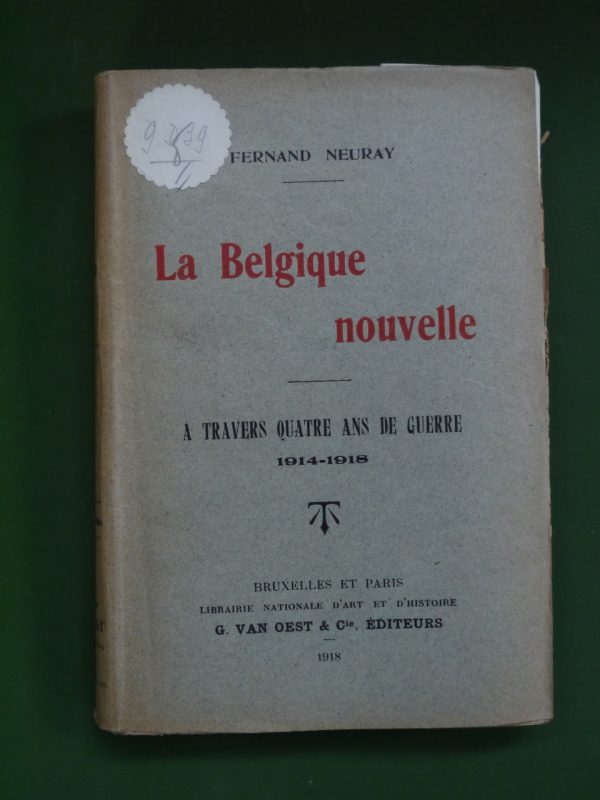 FERNAND NEURAY
La Belgique
nouvelle
A TRAVERS QUATRE ANS DE GUERRE
1914-1918
BRUXELLES ET PARIS
LIBRAIRIE NATIONALE D'ART ET D'HISTOIRE
G. VAN OEST & Cie, ÉDITEURS
1918